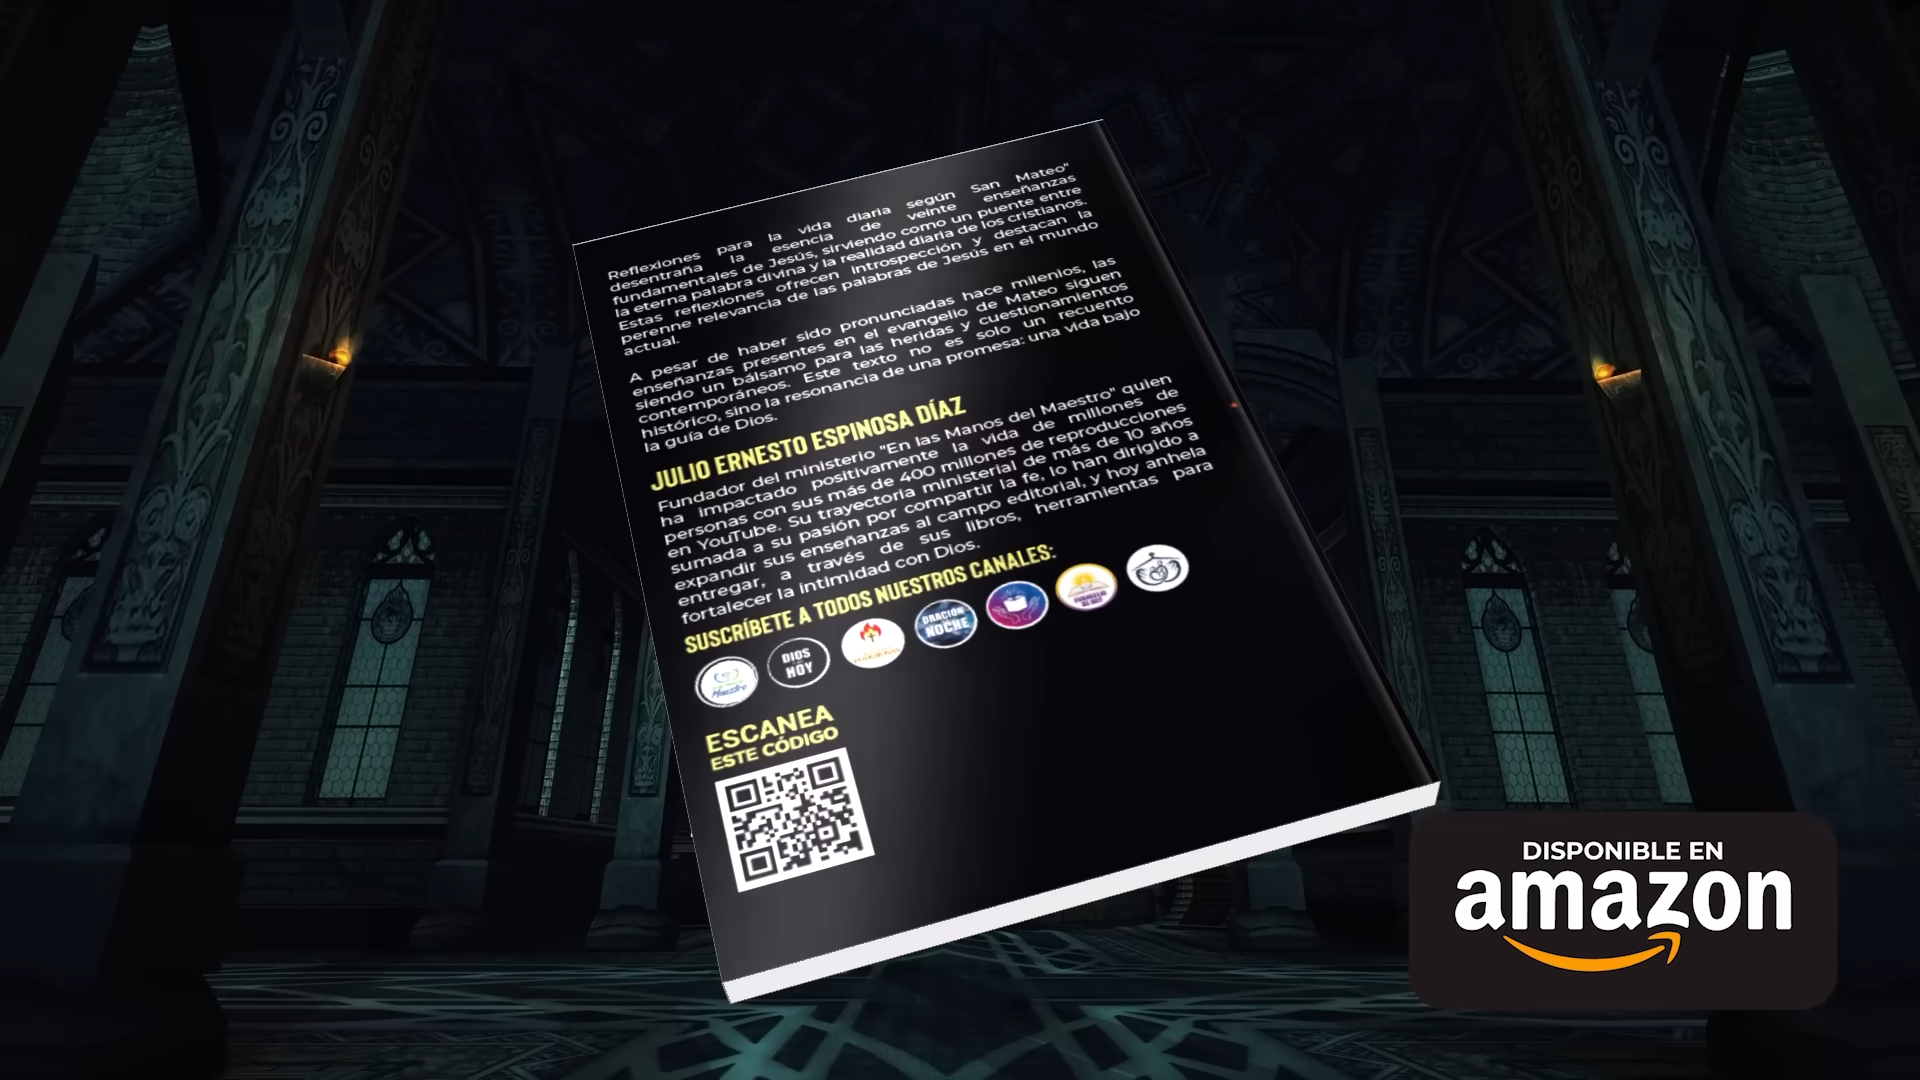 Reflexiones para la vida diaria según San Mateo"
desentraña la esencia de veinte enseñanzas
fundamentales de Jesús, sirviendo como un puente entre
la eterna palabra divina y la realidad diaria de los cristianos.
Estas reflexiones ofrecen introspección y destacan la
perenne relevancia de las palabras de Jesús en el mundo
actual.
A pesar de haber sido pronunciadas hace milenios, las
enseñanzas presentes en el evangelio de Mateo siguen
siendo un bálsamo para las heridas y cuestionamientos
contemporáneos. Este texto no es solo un recuento
histórico, sino la resonancia de una promesa: una vida bajo
la guía de Dios.
JULIO ERNESTO ESPINOSA DÍAZ
Fundador del ministerio "En las Manos del Maestro" quien
ha impactado positivamente la vida de millones de
personas con sus más de 400 millones de reproducciones
en YouTube. Su trayectoria ministerial de más de 10 años
sumada a su pasión por compartir la fe, lo han dirigido a
expandir sus enseñanzas al campo editorial, y hoy anhela
entregar, a través de sus libros, herramientas para
fortalecer la intimidad con Dios.
SUSCRÍBETE A TODOS NUESTROS CANALES:
Maestro
DIOS
HOY
ORACIÓN
NOCHE
EVANGELIO
DE HOY
ESCANEA
ESTE CÓDIGO
DISPONIBLE EN
amazon